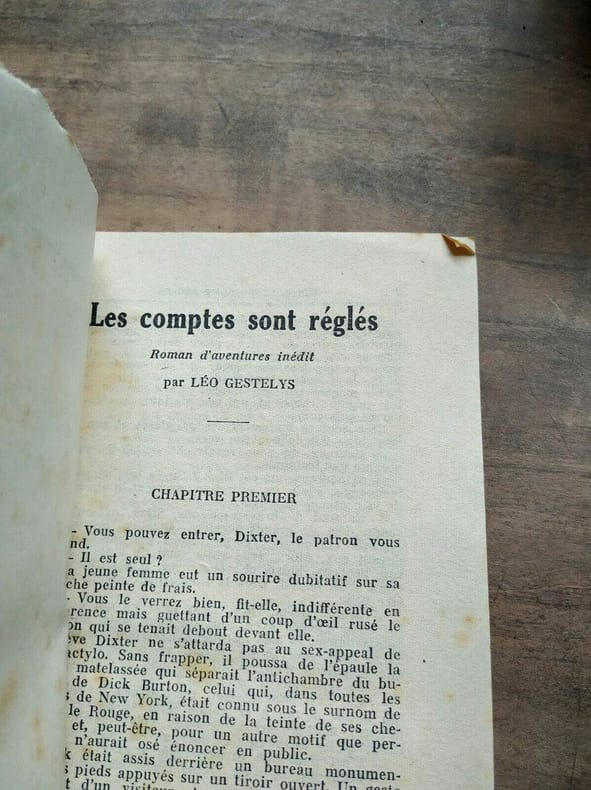 Les comptes sont réglés
Roman d'aventures inédit
par LÉO GESTELYS
CHAPITRE PREMIER
- Vous pouvez entrer, Dixter, le patron vous
nd.
- Il est seul ?
a jeune femme eut un sourire dubitatif sur sa
che peinte de frais.
- Vous le verrez bien, fit-elle, indifférente en
rence mais guettant d'un coup d'œil rusé le
on qui se tenait debout devant elle.
ève Dixter ne s'attarda pas au sex-appeal de
actylo. Sans frapper, il poussa de l'épaule la
matelassée qui séparait l'antichambre du bu-
de Dick Burton, celui qui, dans toutes les
s de New York, était connu sous le surnom de
le Rouge, en raison de la teinte de ses che-
et, peut-être, pour un autre motif que per-
n'aurait osé énoncer en public.
k était assis derrière un bureau monumen-
s pieds appuyés sur un tiroir ouvert. Un geste
t d'un